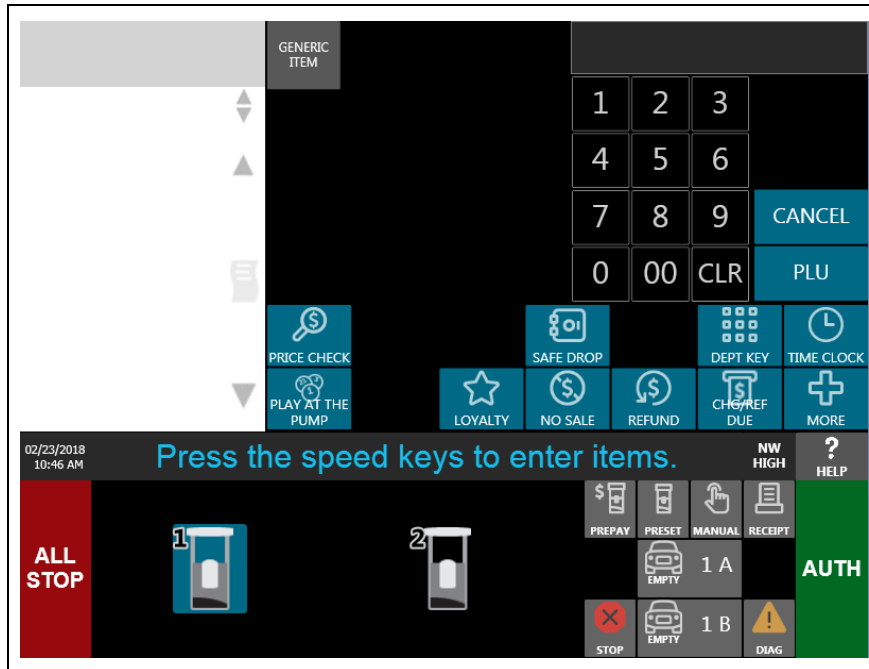 GENERIC
ITEM
1 2 3
4 5 6
7 8 9 CANCEL
0 00 CLR PLU
PRICE CHECK SAFE DROP DEPT KEY TIME CLOCK
PLAY AT THE
PUMP
LOYALTY NO SALE REFUND
CHG/REF
DUE
MORE
02/23/2018
10:46 AM
Press the speed keys to enter items.
NW
HIGH
?
HELP
ALL
STOP
1 2
$
PREPAY PRESET MANUAL RECEIPT
EMPTY 1 A
STOP EMPTY 1 B DIAG
AUTH